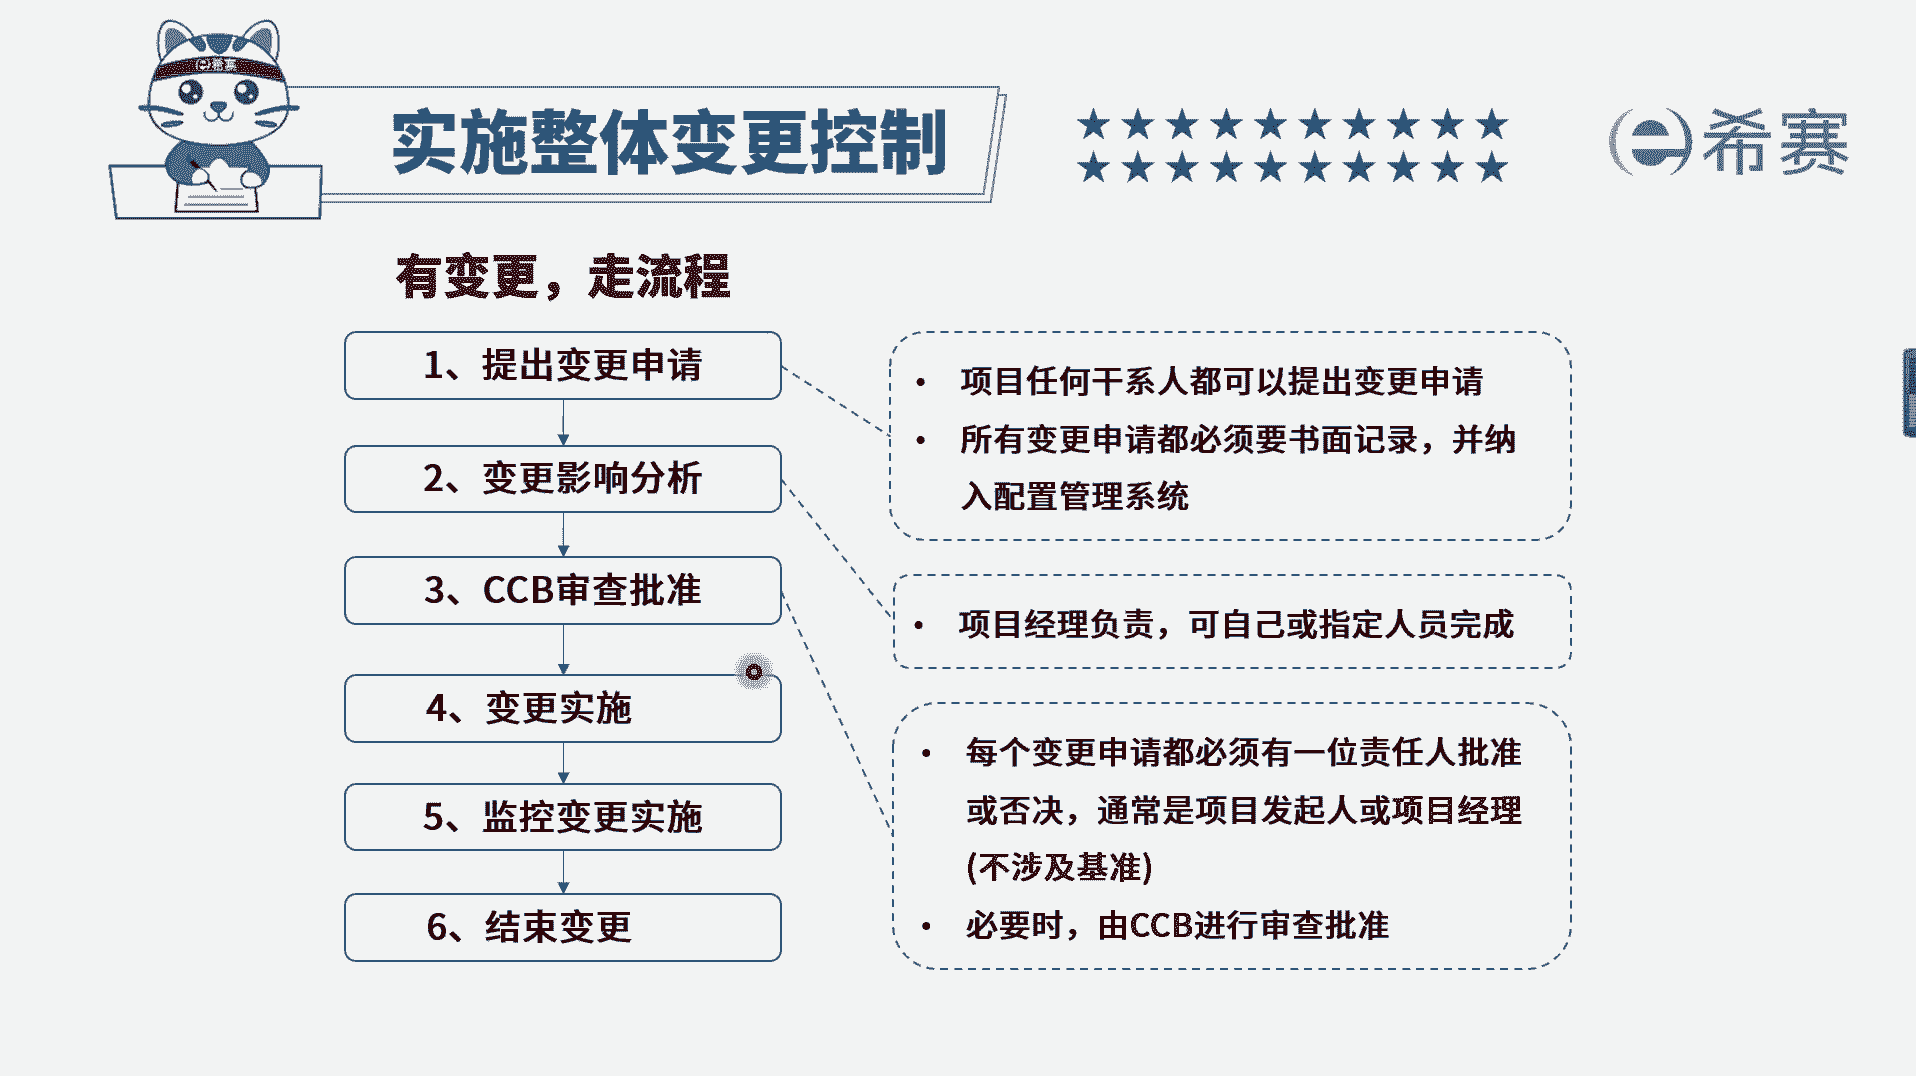 希赛
实施整体变更控制
希赛
有变更，走流程
1、提出变更申请
2、变更影响分析
3、CCB审查批准
4、变更实施
5、监控变更实施
6、结束变更
• 项目任何干系人都可以提出变更申请
• 所有变更申请都必须要书面记录，并纳
入配置管理系统
• 项目经理负责，可自己或指定人员完成
• 每个变更申请都必须有一位责任人批准
或否决，通常是项目发起人或项目经理
(不涉及基准)
• 必要时，由CCB进行审查批准